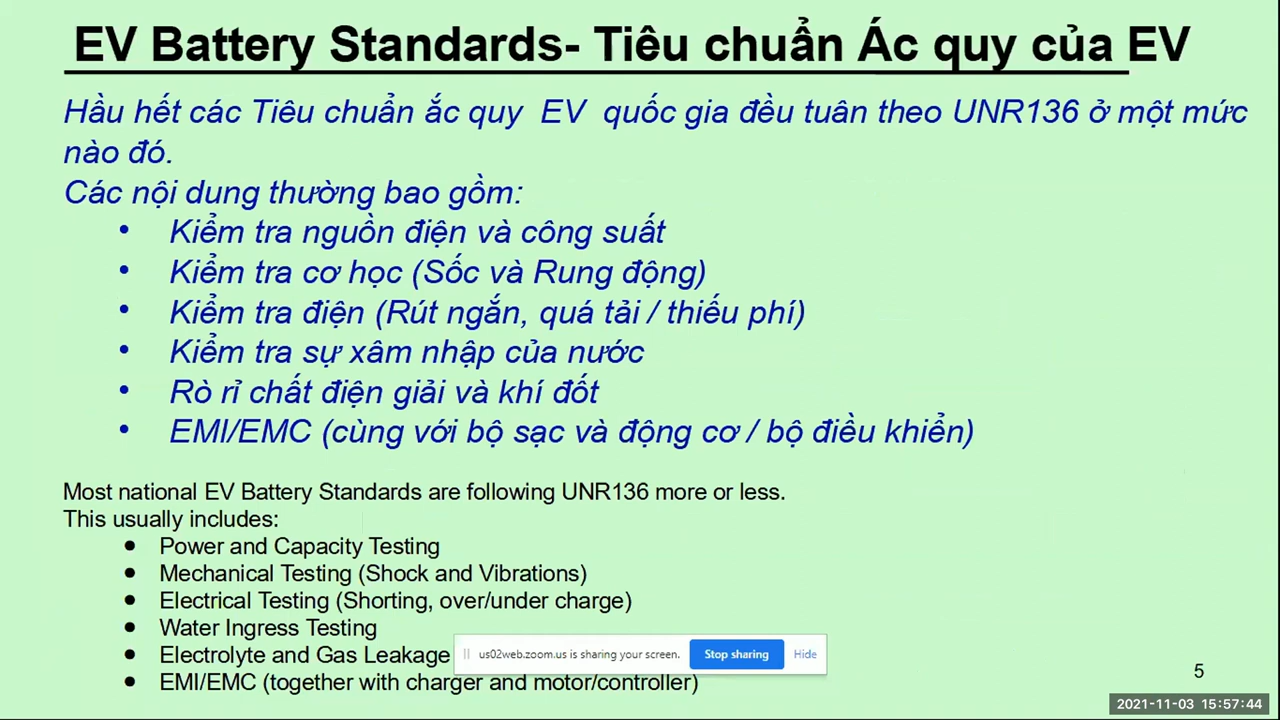 EV Battery Standards- Tiêu chuẩn Ác quy của EV
Hầu hết các Tiêu chuẩn ắc quy EV quốc gia đều tuân theo UNR136 ở một mức
nào đó.
Các nội dung thường bao gồm:
• Kiểm tra nguồn điện và công suất
• Kiểm tra cơ học (Sốc và Rung động)
• Kiểm tra điện (Rút ngắn, quá tải / thiếu phí)
• Kiểm tra sự xâm nhập của nước
• Rò rỉ chất điện giải và khí đốt
• EMI/EMC (cùng với bộ sạc và động cơ / bộ điều khiển)
Most national EV Battery Standards are following UNR136 more or less.
This usually includes:
● Power and Capacity Testing
● Mechanical Testing (Shock and Vibrations)
● Electrical Testing (Shorting, over/under charge)
● Water Ingress Testing
● Electrolyte and Gas Leakage
us02web.zoom.us is sharing your screen. Stop sharing Hide
● EMI/EMC (together with charger and motor/controller)
5
2021-11-03 15:57:44